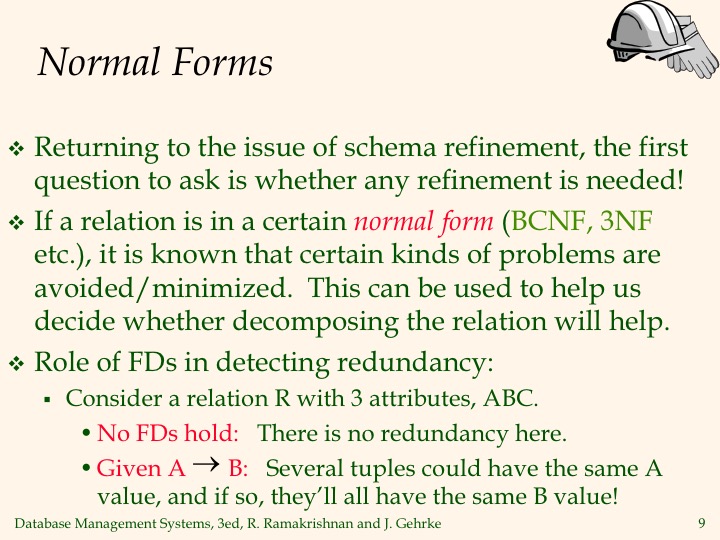 Normal Forms
❖ Returning to the issue of schema refinement, the first
question to ask is whether any refinement is needed!
❖ If a relation is in a certain normal form (BCNF, 3NF
etc.), it is known that certain kinds of problems are
avoided/minimized.  This can be used to help us
decide whether decomposing the relation will help.
❖ Role of FDs in detecting redundancy:
▪ Consider a relation R with 3 attributes, ABC.
• No FDs hold:   There is no redundancy here.
• Given A → B:   Several tuples could have the same A
value, and if so, they’ll all have the same B value!
Database Management Systems, 3ed, R. Ramakrishnan and J. Gehrke 9